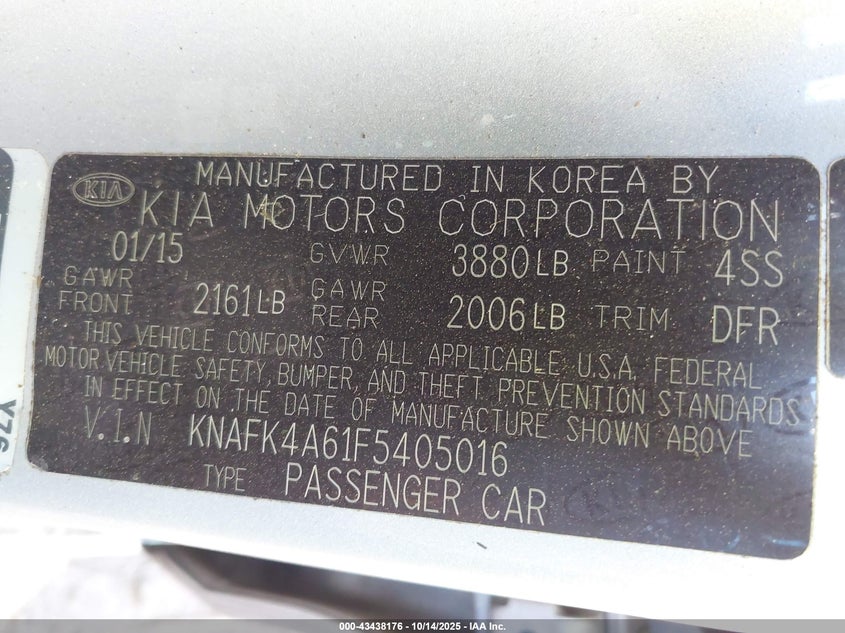 MANUFACTURED IN KOREA BY
KIA KIA MOTORS CORPORATION
01/15 GVWR 3880LB PAINT 4SS
GAWR FRONT 2161LB GAWR REAR 2006LB TRIM DFR
THIS VEHICLE CONFORMS TO ALL APPLICABLE U.S.A. FEDERAL
MOTOR VEHICLE SAFETY, BUMPER, AND THEFT PREVENTION STANDARDS
IN EFFECT ON THE DATE OF MANUFACTURE SHOWN ABOVE
V.I.N KNAFK4A61F5405016
TYPE PASSENGER CAR
Y76
000-43438176 - 10/14/2025 - IAA Inc.